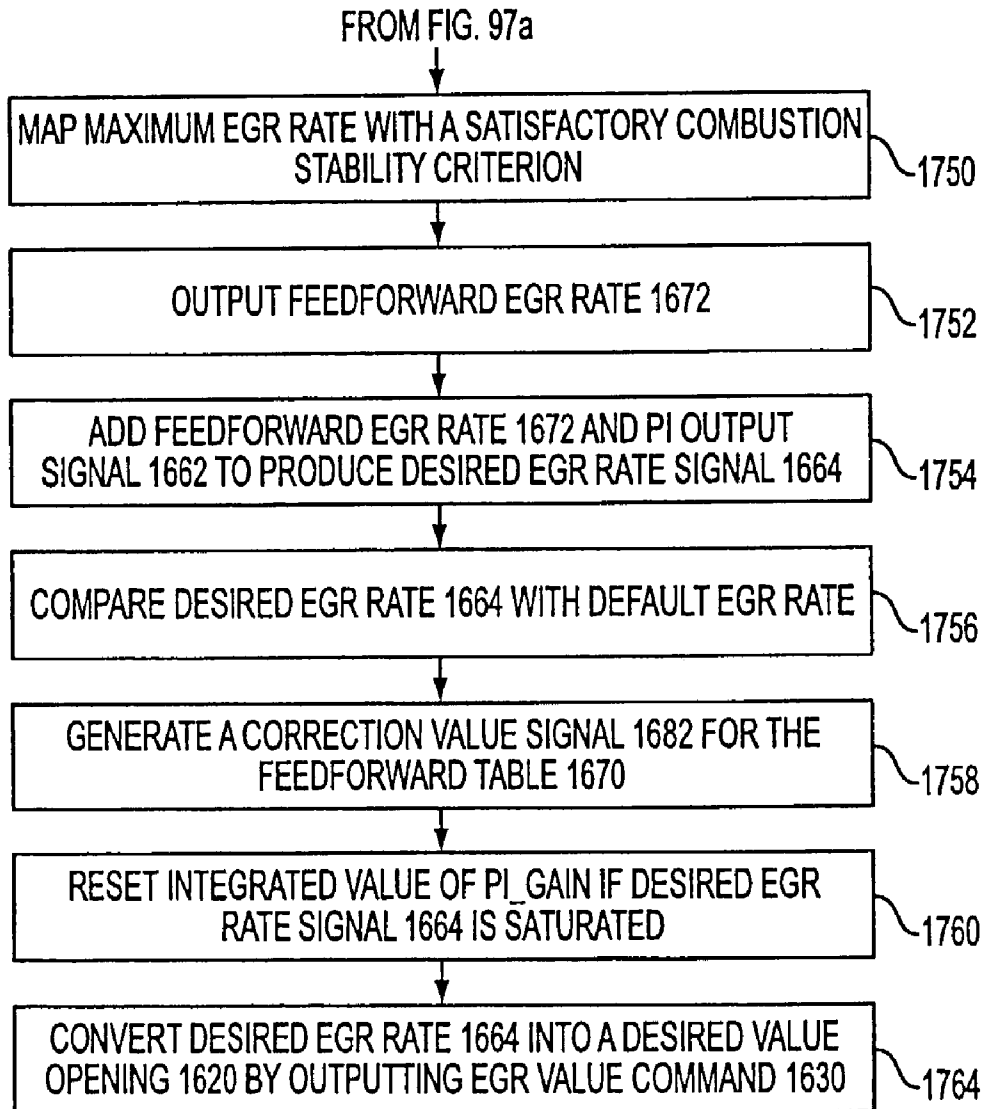 FROM FIG. 97a
MAP MAXIMUM EGR RATE WITH A SATISFACTORY COMBUSTION
STABILITY CRITERION
1750
OUTPUT FEEDFORWARD EGR RATE 1672
1752
ADD FEEDFORWARD EGR RATE 1672 AND PI OUTPUT
SIGNAL 1662 TO PRODUCE DESIRED EGR RATE SIGNAL 1664
1754
COMPARE DESIRED EGR RATE 1664 WITH DEFAULT EGR RATE
1756
GENERATE A CORRECTION VALUE SIGNAL 1682 FOR THE
FEEDFORWARD TABLE 1670
1758
RESET INTEGRATED VALUE OF PI_GAIN IF DESIRED EGR
RATE SIGNAL 1664 IS SATURATED
1760
CONVERT DESIRED EGR RATE 1664 INTO A DESIRED VALUE
OPENING 1620 BY OUTPUTTING EGR VALUE COMMAND 1630
1764